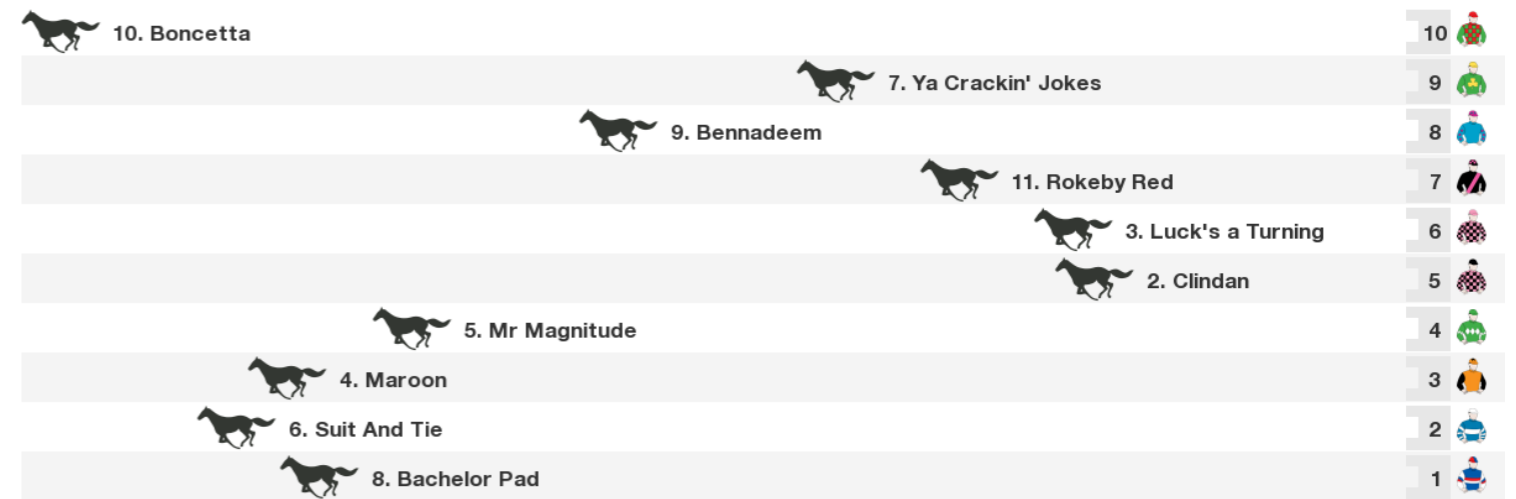 10. Boncetta 10
7. Ya Crackin' Jokes 9
9. Bennadeem 8
11. Rokeby Red 7
3. Luck's a Turning 6
2. Clindan 5
5. Mr Magnitude 4
4. Maroon 3
6. Suit And Tie 2
8. Bachelor Pad 1